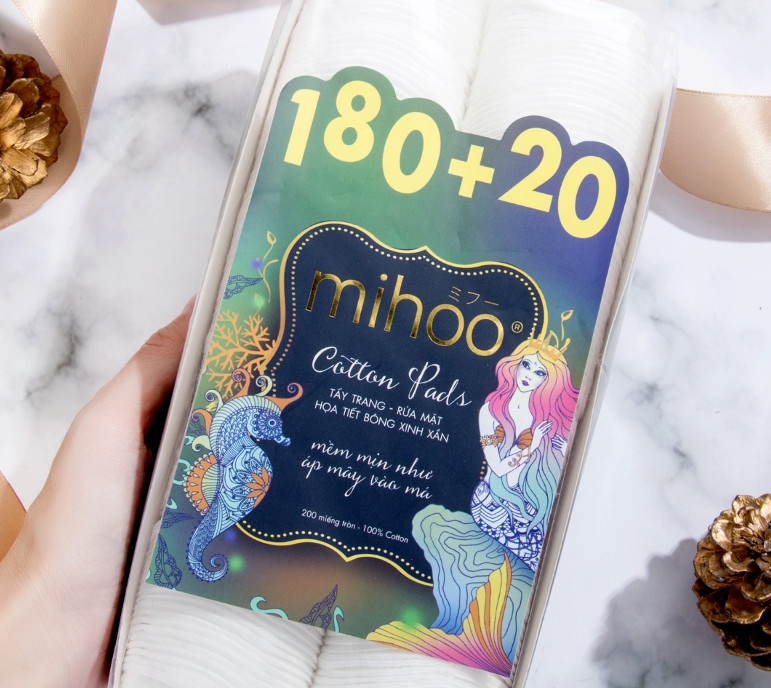 180+20
ミフー
mihoo®
Cotton Pads
TẨY TRANG - RỬA MẶT
HỌA TIẾT BÔNG XINH XẮN
mềm mịn như
áp mây vào má
200 miếng tròn - 100% Cotton